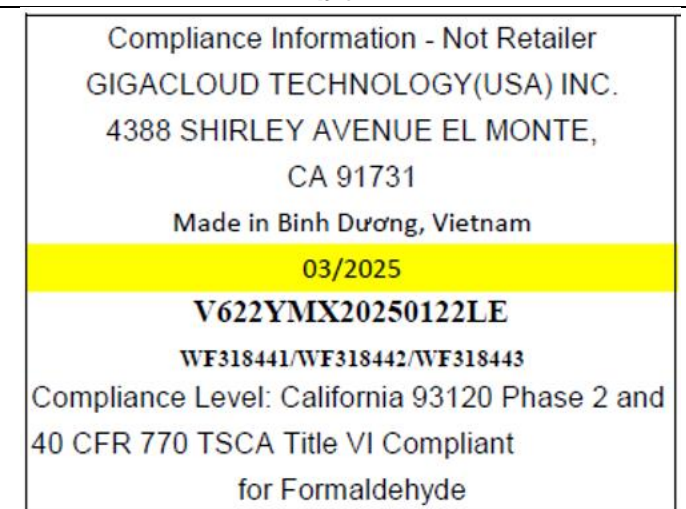 Compliance Information - Not Retailer
GIGACLOUD TECHNOLOGY(USA) INC.
4388 SHIRLEY AVENUE EL MONTE,
CA 91731
Made in Binh Dương, Vietnam
03/2025
V622YMX20250122LE
WF318441/WF318442/WF318443
Compliance Level: California 93120 Phase 2 and
40 CFR 770 TSCA Title VI Compliant
for Formaldehyde